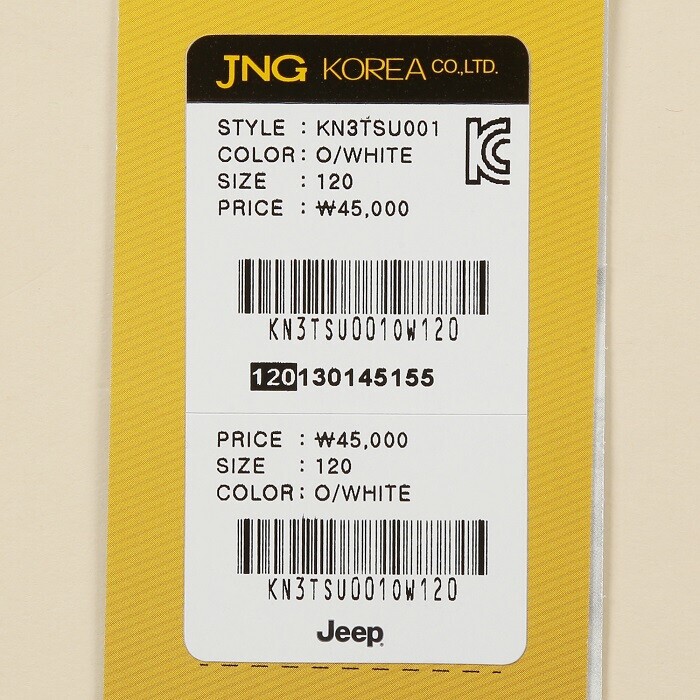 JNG KOREA CO.,LTD.
STYLE : KN3TSU001
COLOR : O/WHITE
SIZE : 120
PRICE : ₩45,000
KN3TSU001OW120
120130145155
PRICE : ₩45,000
SIZE : 120
COLOR : O/WHITE
KN3TSU001OW120
Jeep